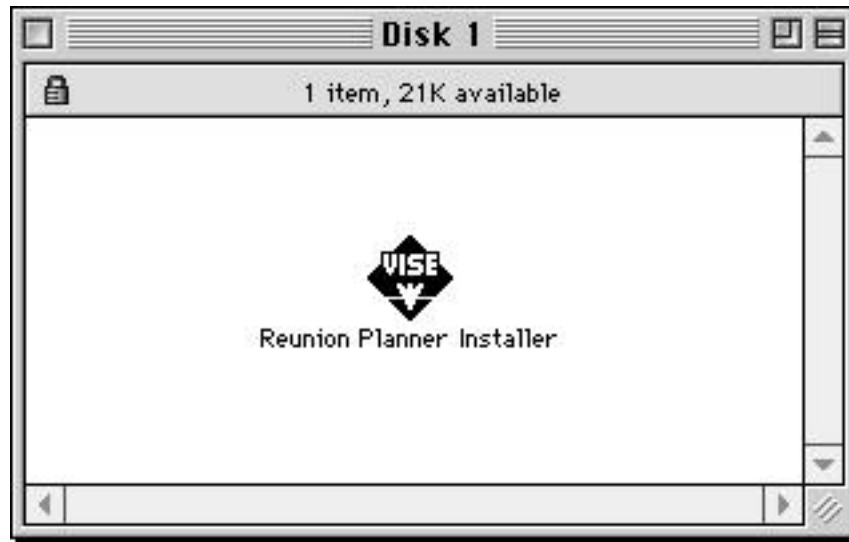 Disk 1
1 item, 21K available
VISE
Reunion Planner Installer